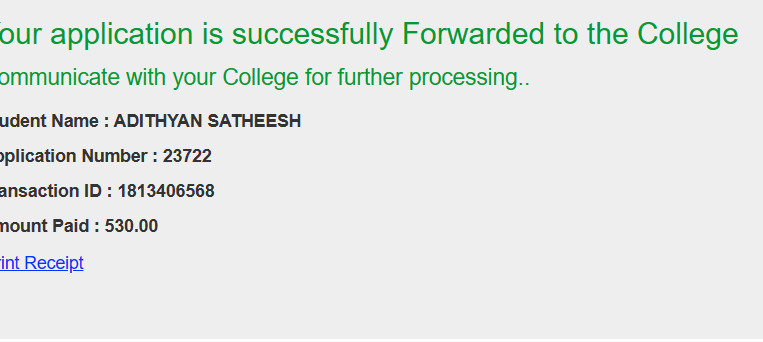 our application is successfully Forwarded to the College
ommunicate with your College for further processing..
udent Name : ADITHYAN SATHEESH
pplication Number : 23722
ansaction ID : 1813406568
mount Paid : 530.00
int Receipt